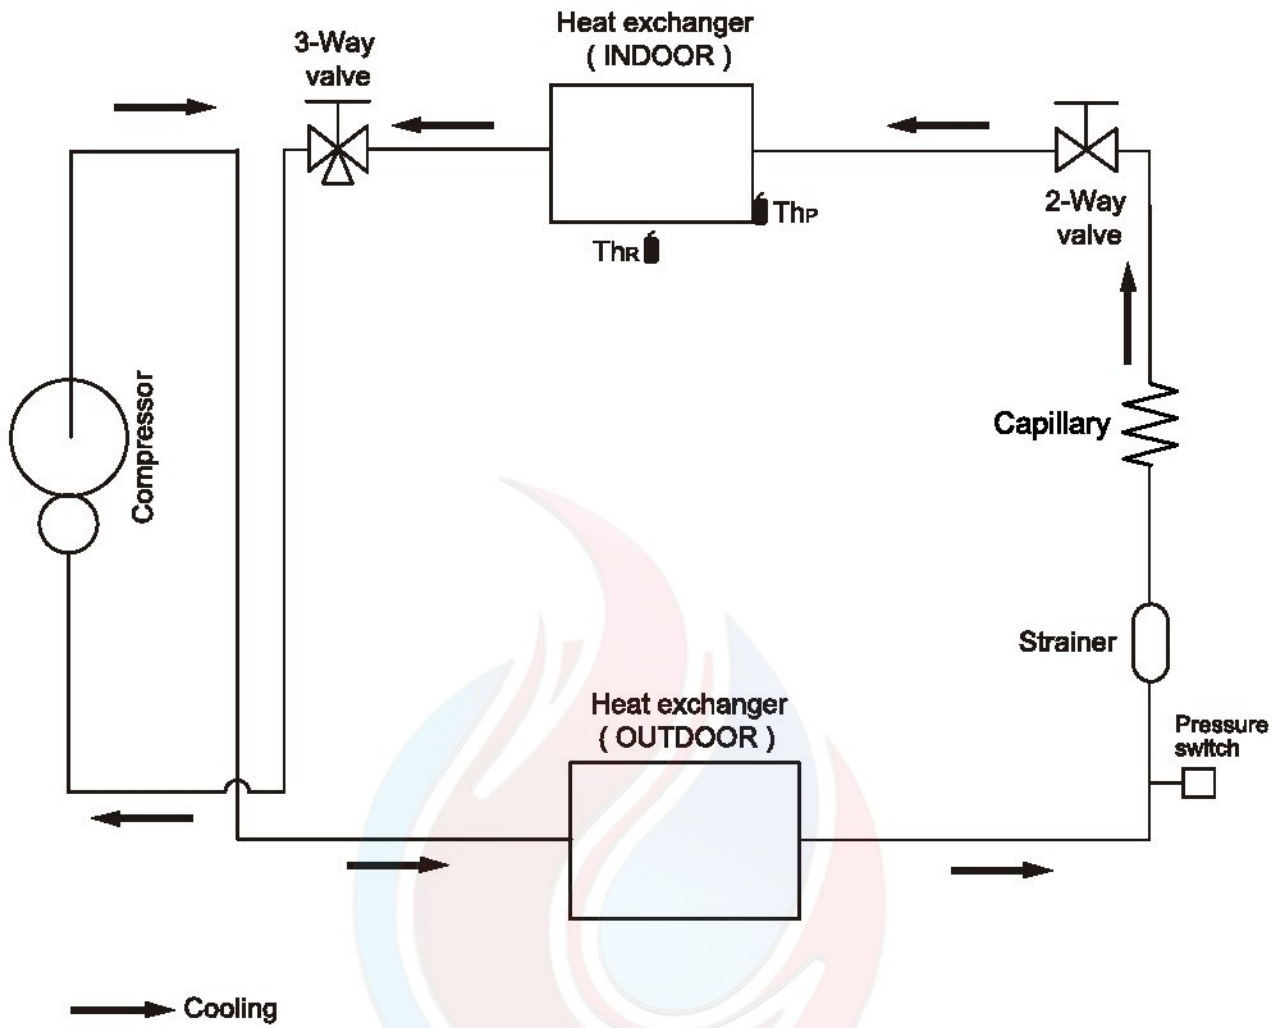 Heat exchanger
( INDOOR )
3-Way
valve
2-Way
valve
ThP
ThR
Capillary
Compressor
Strainer
Heat exchanger
( OUTDOOR )
Pressure
switch
Cooling